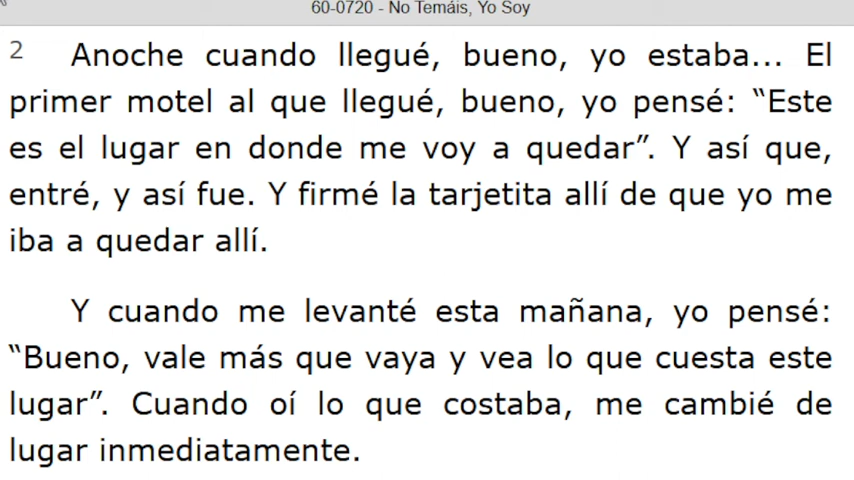 60-0720 - No Temáis, Yo Soy
2 Anoche cuando llegué, bueno, yo estaba... El
primer motel al que llegué, bueno, yo pensé: “Este
es el lugar en donde me voy a quedar”. Y así que,
entré, y así fue. Y firmé la tarjetita allí de que yo me
iba a quedar allí.
Y cuando me levanté esta mañana, yo pensé:
“Bueno, vale más que vaya y vea lo que cuesta este
lugar”. Cuando oí lo que costaba, me cambié de
lugar inmediatamente.